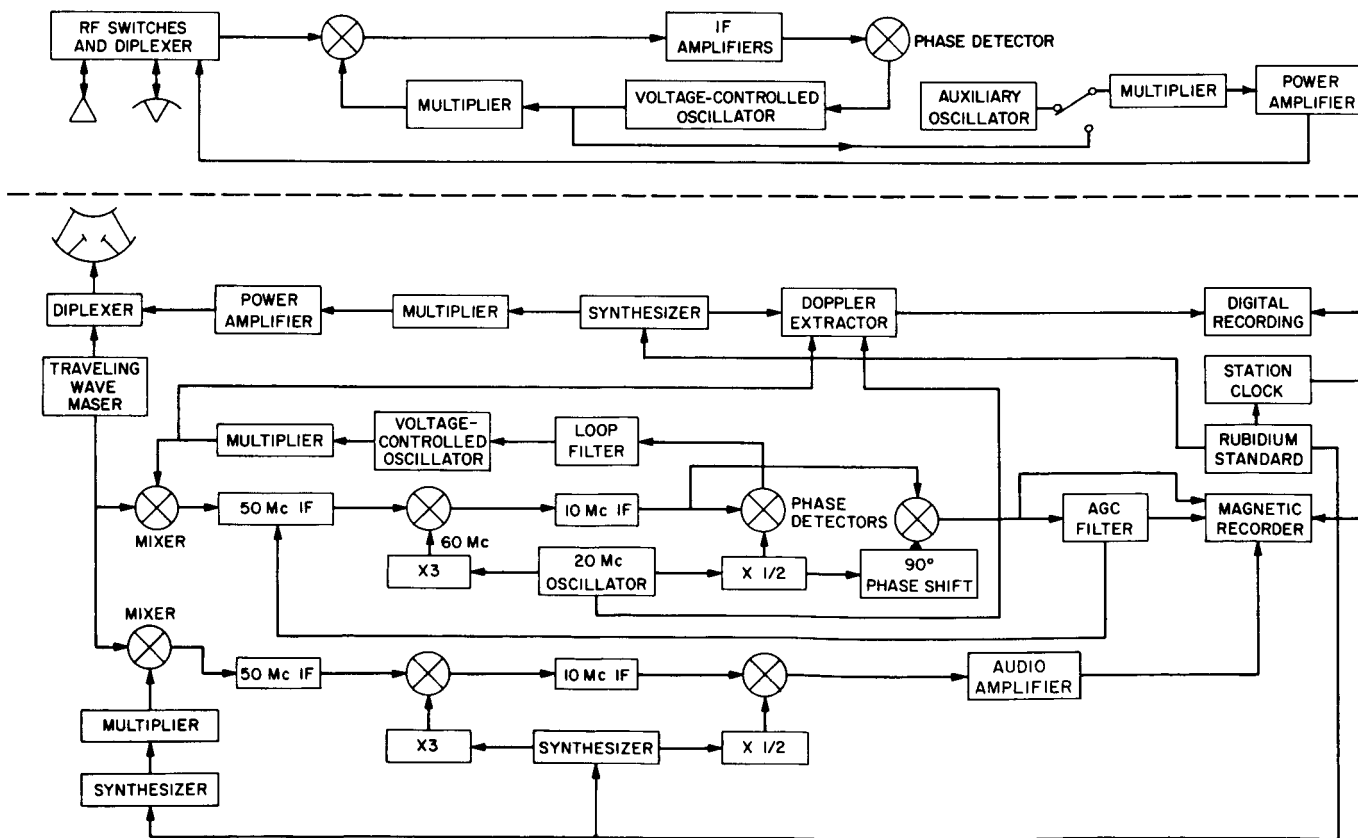 RF SWITCHES
AND DIPLEXER
IF
AMPLIFIERS
PHASE DETECTOR
MULTIPLIER
VOLTAGE-CONTROLLED
OSCILLATOR
AUXILIARY
OSCILLATOR
MULTIPLIER
POWER
AMPLIFIER
DIPLEXER
POWER
AMPLIFIER
MULTIPLIER
SYNTHESIZER
DOPPLER
EXTRACTOR
DIGITAL
RECORDING
TRAVELING
WAVE
MASER
STATION
CLOCK
MULTIPLIER
VOLTAGE-
CONTROLLED
OSCILLATOR
LOOP
FILTER
RUBIDIUM
STANDARD
MIXER
50 Mc IF
10 Mc IF
PHASE
DETECTORS
AGC
FILTER
MAGNETIC
RECORDER
60 Mc
X3
20 Mc
OSCILLATOR
X 1/2
90°
PHASE SHIFT
MIXER
50 Mc IF
10 Mc IF
AUDIO
AMPLIFIER
MULTIPLIER
X3
SYNTHESIZER
X 1/2
SYNTHESIZER